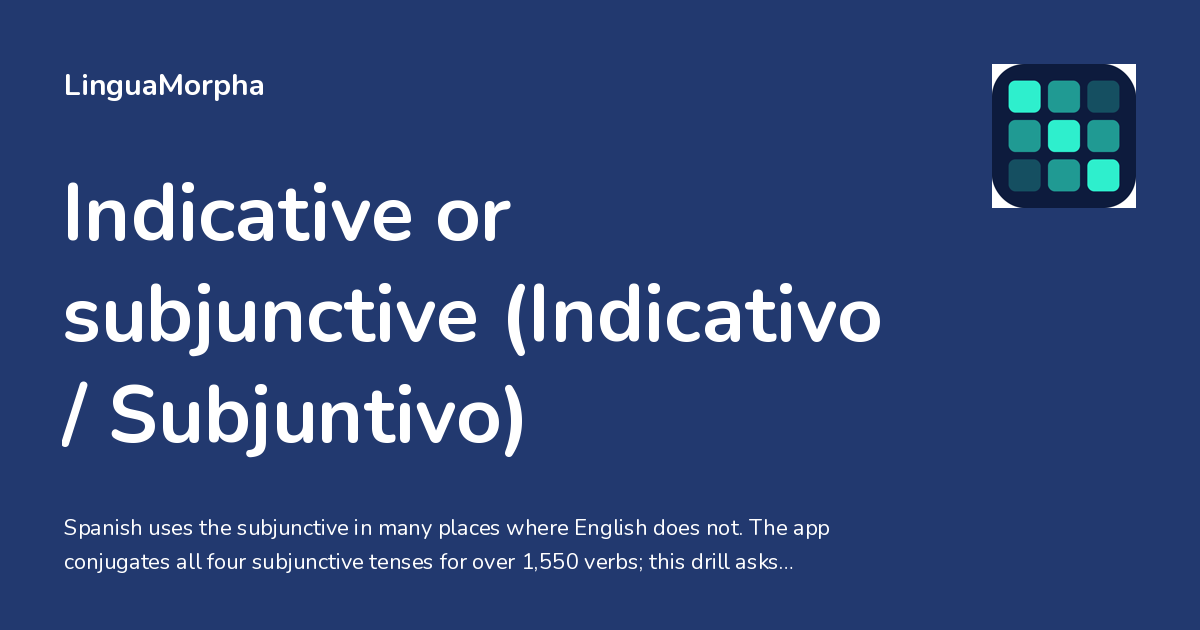 LinguaMorpha
Indicative or
subjunctive (Indicativo
/ Subjuntivo)
Spanish uses the subjunctive in many places where English does not. The app
conjugates all four subjunctive tenses for over 1,550 verbs; this drill asks…